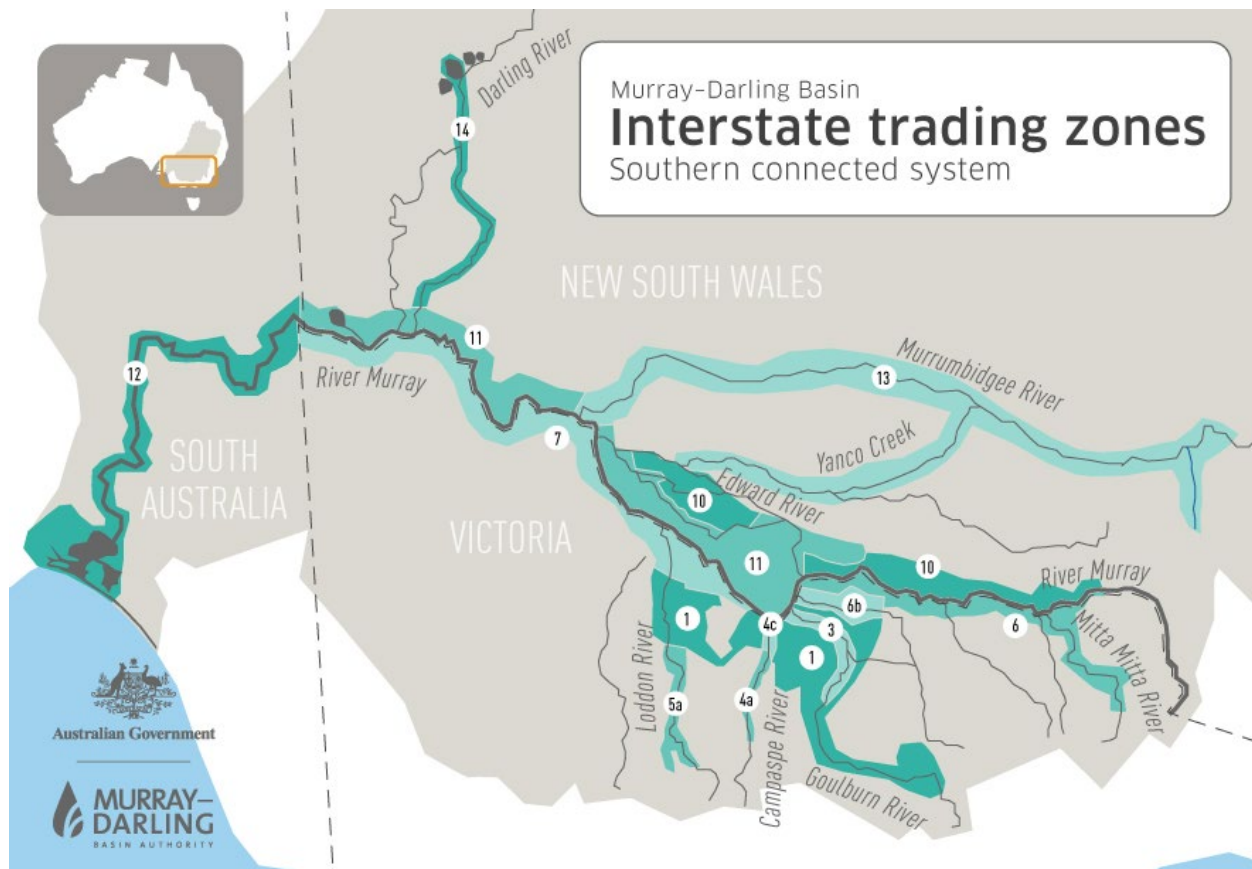 Murray–Darling Basin
Interstate trading zones
Southern connected system
Darling River
14
NEW SOUTH WALES
11
12
River Murray
13
Murrumbidgee River
7
Yanco Creek
SOUTH
AUSTRALIA
VICTORIA
10
Edward River
11
10
River Murray
6b
6
Mitta Mitta River
1
4c
3
1
Loddon River
5a
4a
Campaspe River
Goulburn River
Australian Government
MURRAY–
DARLING
BASIN AUTHORITY